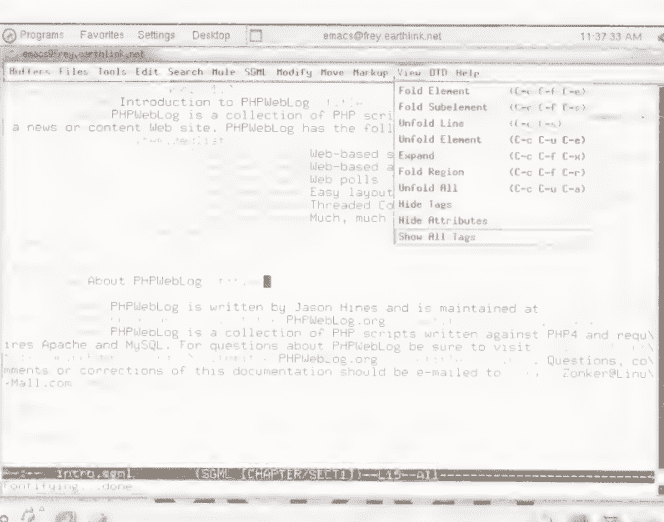 Programs Favorites Settings Desktop emacs@frey.earthlink.net 11:37:33 AM
emacs@frey.earthlink.net
Buffers Files Tools Edit Search Mule SGML Modify Move Markup View DTD Help
Fold Element (C-c C-f C-e)
Introduction to PHPWebLog
Fold Subelement
PHPWebLog is a collection of PHP scri
Unfold Line
a news or content Web site. PHPWebLog has the foll
Unfold Element (C-c C-u C-e)
Web-based s
Expand (C-c C-f C-x)
Web-based a
Fold Region (C-c C-f C-r)
Web polls
Unfold All (C-c C-u C-a)
Easy layout
Hide Tags
Threaded Co
Hide Attributes
Much, much
Show All Tags
About PHPWebLog
PHPWebLog is written by Jason Hines and is maintained at
PHPWebLog.org
PHPWebLog is a collection of PHP scripts written against PHP4 and requ\
ires Apache and MySQL. For questions about PHPWebLog be sure to visit
PHPWebLog.org . Questions, co\
mments or corrections of this documentation should be e-mailed to Zonker@Linu\
x-Mall.com
intro.sgml (SGML [CHAPTER/SECT1])--L15--All
Fontifying...done